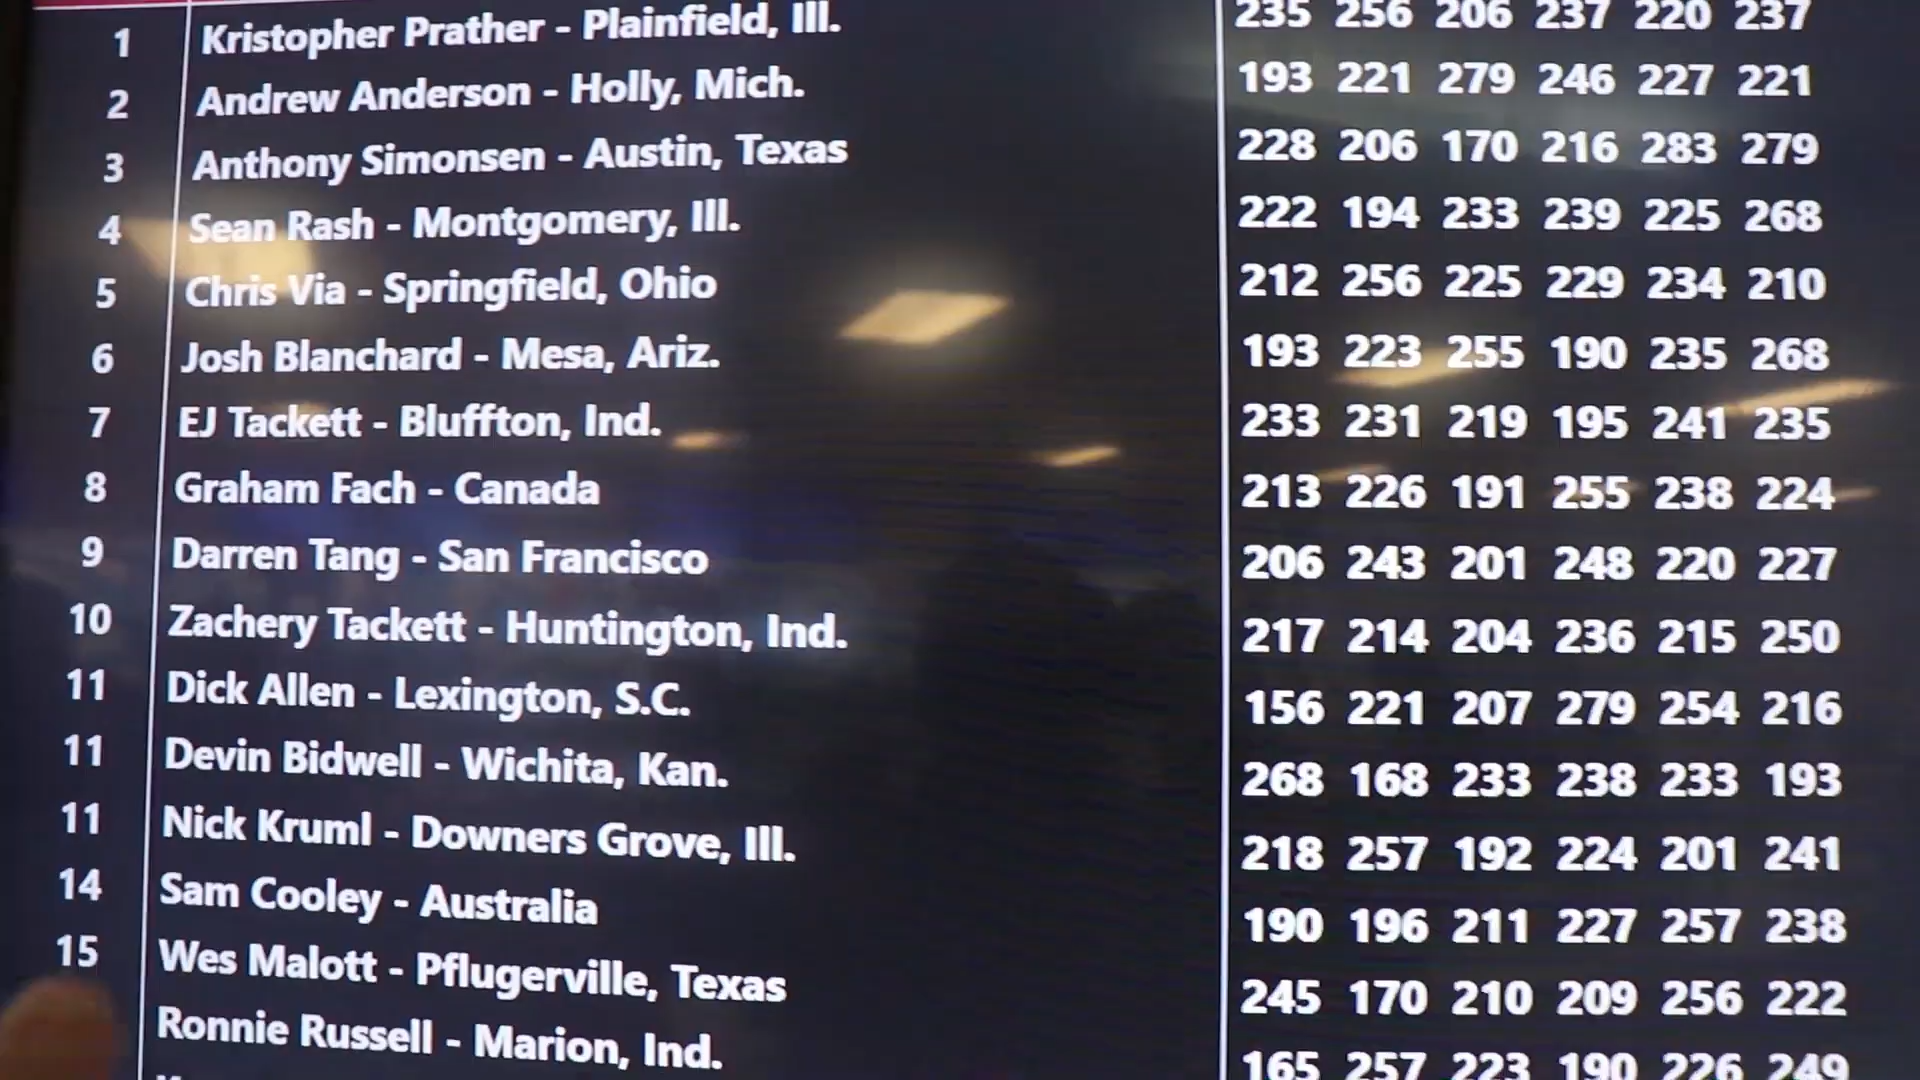 1 Kristopher Prather - Plainfield, Ill. 235 256 206 237 220 237
2 Andrew Anderson - Holly, Mich. 193 221 279 246 227 221
3 Anthony Simonsen - Austin, Texas 228 206 170 216 283 279
4 Sean Rash - Montgomery, Ill. 222 194 233 239 225 268
5 Chris Via - Springfield, Ohio 212 256 225 229 234 210
6 Josh Blanchard - Mesa, Ariz. 193 223 255 190 235 268
7 EJ Tackett - Bluffton, Ind. 233 231 219 195 241 235
8 Graham Fach - Canada 213 226 191 255 238 224
9 Darren Tang - San Francisco 206 243 201 248 220 227
10 Zachery Tackett - Huntington, Ind. 217 214 204 236 215 250
11 Dick Allen - Lexington, S.C. 156 221 207 279 254 216
11 Devin Bidwell - Wichita, Kan. 268 168 233 238 233 193
11 Nick Kruml - Downers Grove, Ill. 218 257 192 224 201 241
14 Sam Cooley - Australia 190 196 211 227 257 238
15 Wes Malott - Pflugerville, Texas 245 170 210 209 256 222
Ronnie Russell - Marion, Ind. 165 257 223 190 226 249